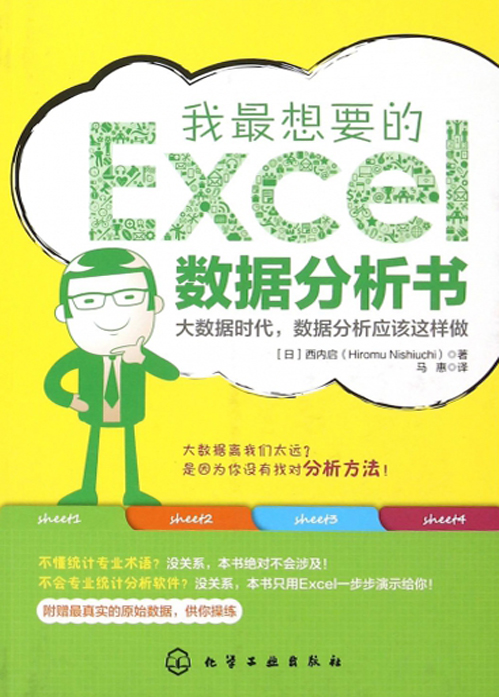 我最想要的
Excel
数据分析书
大数据时代，数据分析应该这样做
［日］西内启（Hiromu Nishiuchi）著
马 惠 译
大数据离我们太远？
是因为你没有找对分析方法！
sheet1 sheet2 sheet3 sheet4
不懂统计专业术语？没关系，本书绝对不会涉及！
不会专业统计分析软件？没关系，本书只用Excel一步步演示给你！
附赠最真实的原始数据，供你操练
化学工业出版社